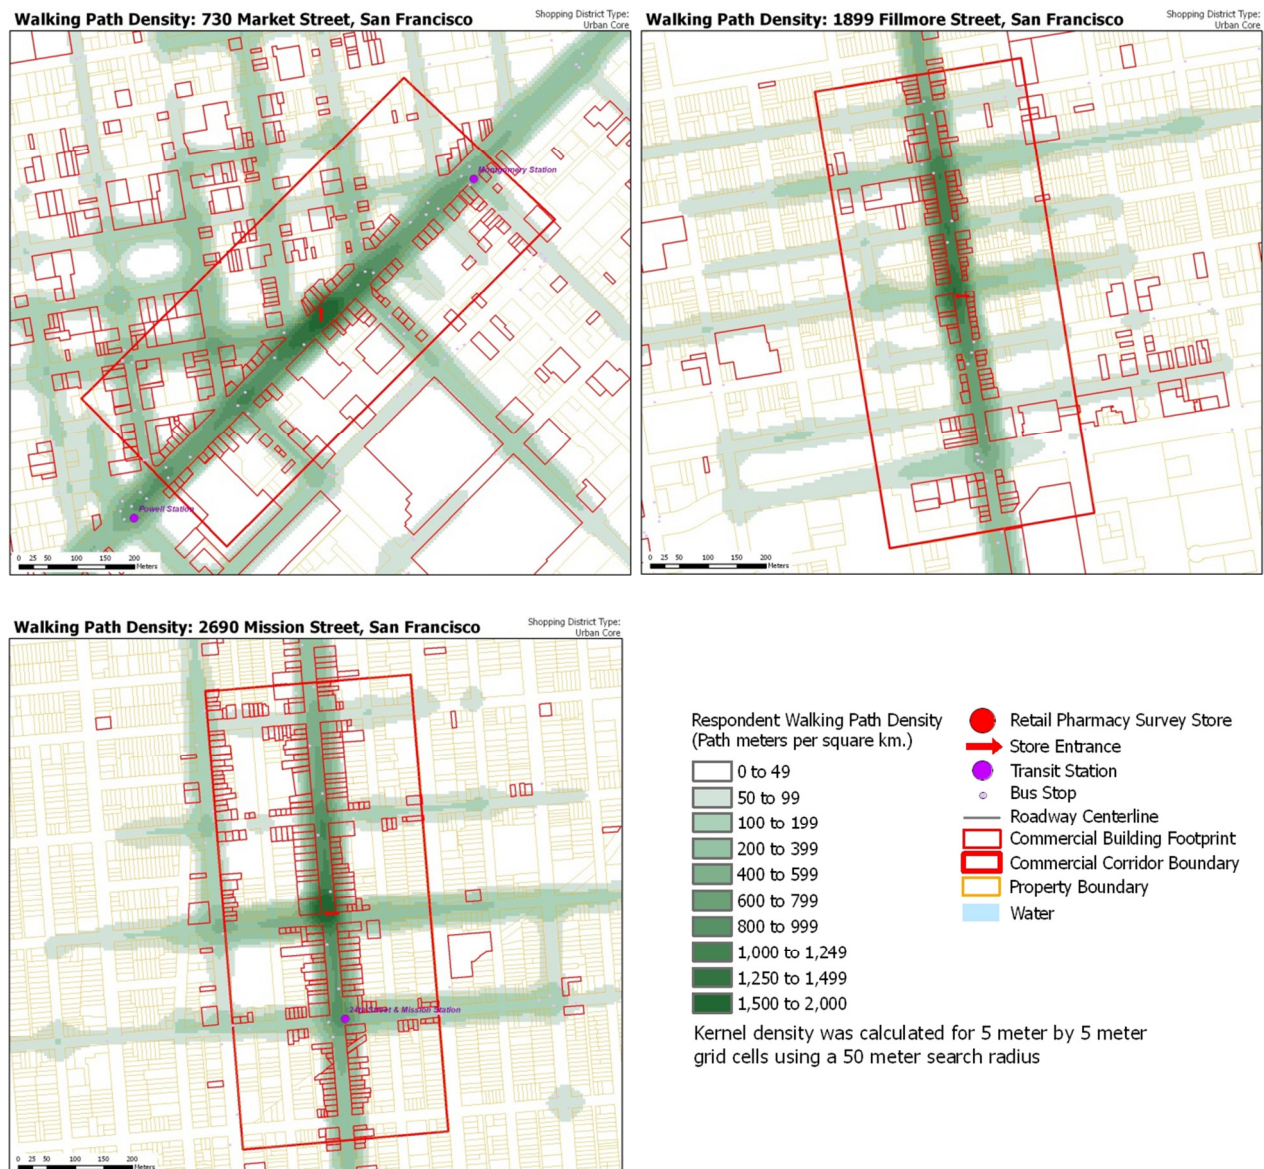 Walking Path Density: 730 Market Street, San Francisco
Shopping District Type:
Urban Core
Montgomery Station
Powell Station
0 25 50 100 150 200
Meters
Walking Path Density: 1899 Fillmore Street, San Francisco
Shopping District Type:
Urban Core
0 25 50 100 150 200
Meters
Walking Path Density: 2690 Mission Street, San Francisco
Shopping District Type:
Urban Core
24th Street & Mission Station
0 25 50 100 150 200
Meters
Respondent Walking Path Density
(Path meters per square km.)
0 to 49
50 to 99
100 to 199
200 to 399
400 to 599
600 to 799
800 to 999
1,000 to 1,249
1,250 to 1,499
1,500 to 2,000
Retail Pharmacy Survey Store
Store Entrance
Transit Station
Bus Stop
Roadway Centerline
Commercial Building Footprint
Commercial Corridor Boundary
Property Boundary
Water
Kernel density was calculated for 5 meter by 5 meter
grid cells using a 50 meter search radius